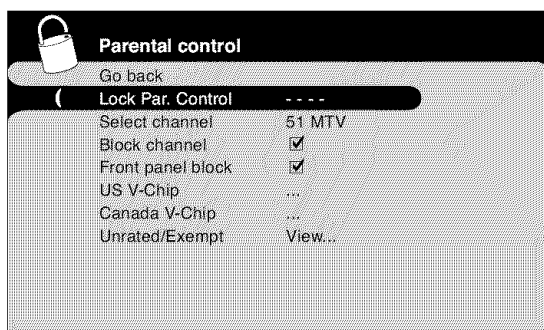 Parental control
Go back
Lock Par. Control - - - -
Select channel 51 MTV
Block channel
Front panel block
US V-Chip ...
Canada V-Chip ...
Unrated/Exempt View...